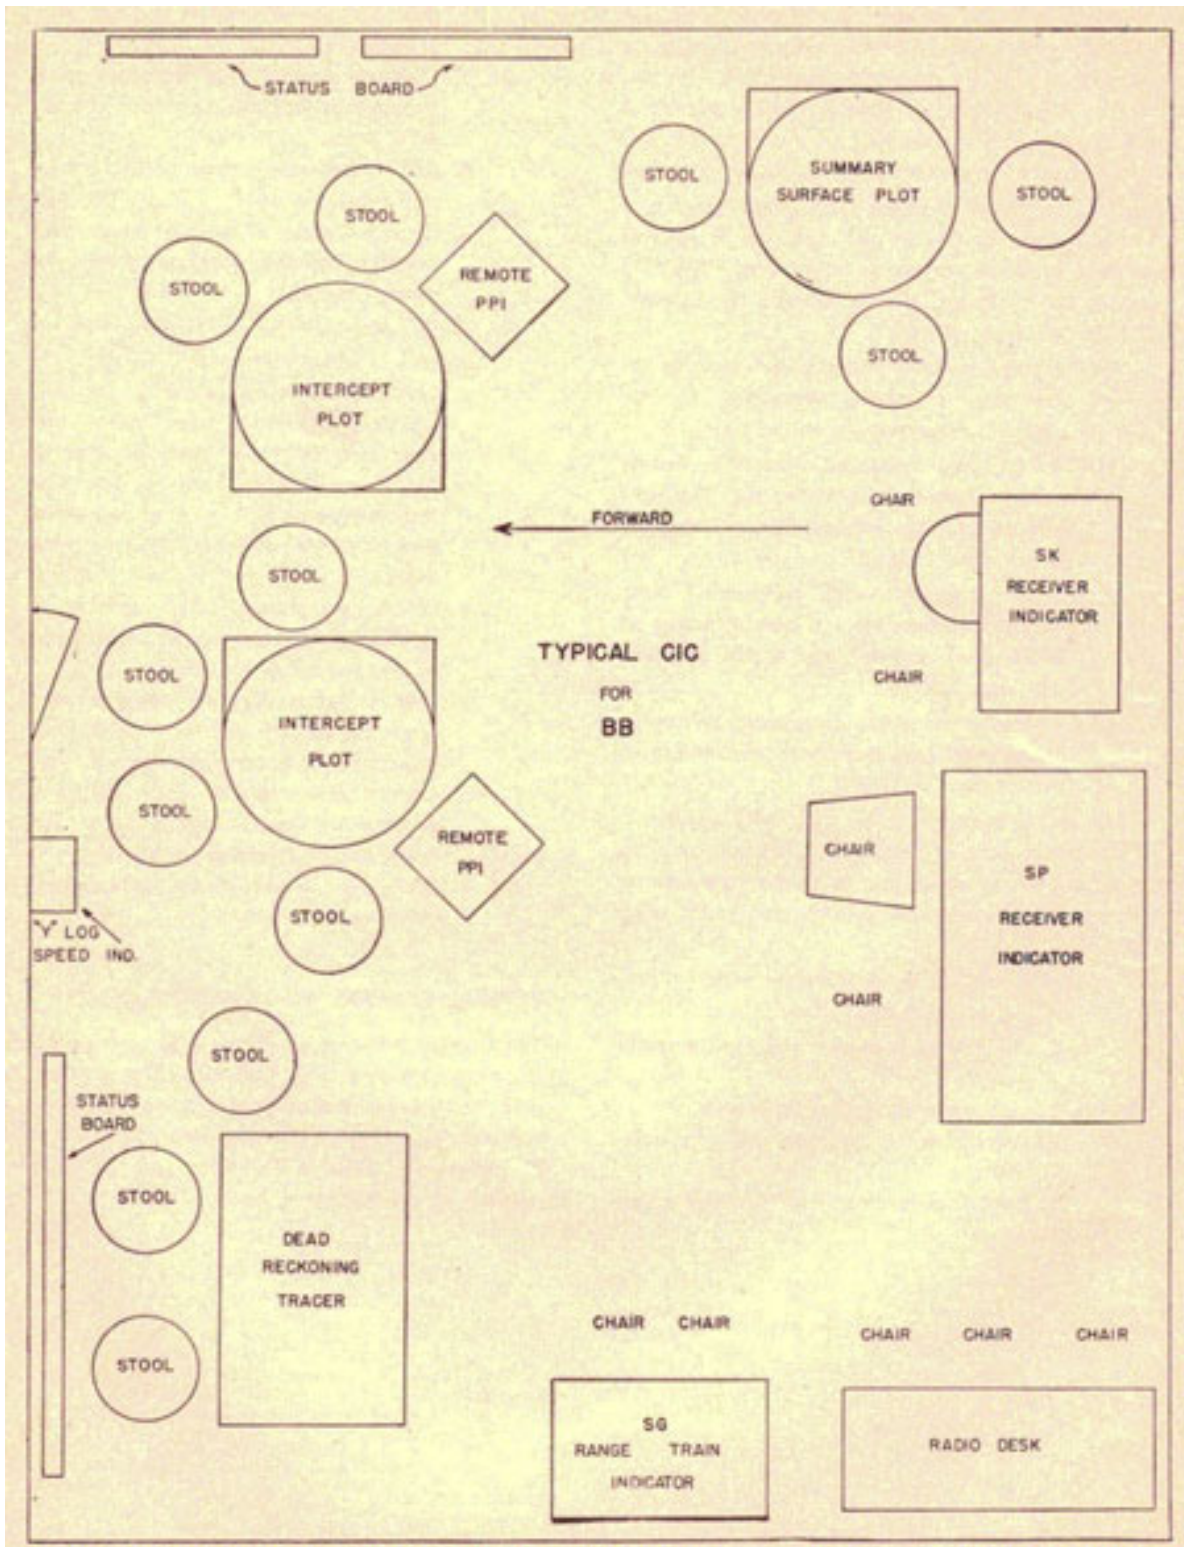 STATUS BOARD
STOOL
SUMMARY
SURFACE PLOT
STOOL
STOOL
STOOL
REMOTE
PPI
STOOL
INTERCEPT
PLOT
FORWARD
CHAIR
SK
RECEIVER
INDICATOR
STOOL
TYPICAL CIC
FOR
BB
CHAIR
STOOL
INTERCEPT
PLOT
STOOL
REMOTE
PPI
CHAIR
SP
RECEIVER
INDICATOR
STOOL
"Y" LOG
SPEED IND.
CHAIR
STOOL
STATUS
BOARD
STOOL
DEAD
RECKONING
TRACER
STOOL
CHAIR CHAIR
CHAIR CHAIR CHAIR
SG
RANGE TRAIN
INDICATOR
RADIO DESK